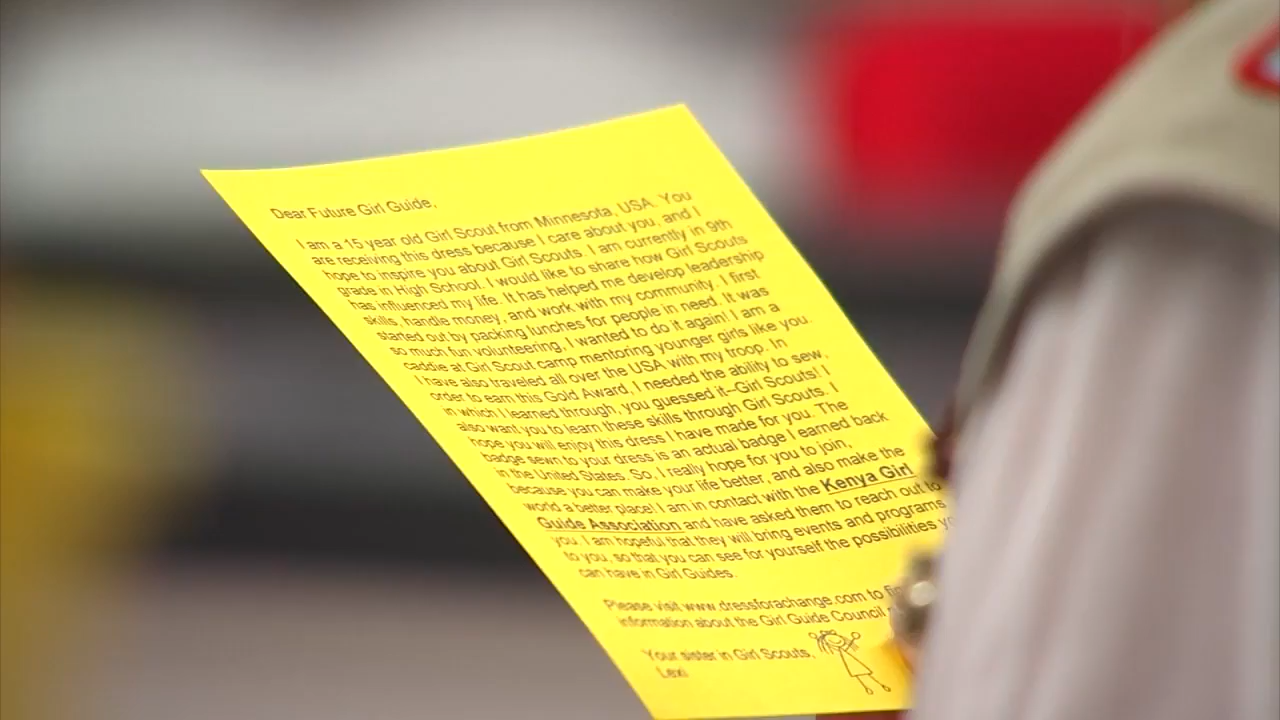 Dear Future Girl Guide,
I am a 15 year old Girl Scout from Minnesota, USA. You
are receiving this dress because I care about you, and I
hope to inspire you about Girl Scouts. I am currently in 9th
grade in High School. I would like to share how Girl Scouts
has influenced my life. It has helped me develop leadership
skills, handle money, and work with my community. I first
started out by packing lunches for people in need. It was
so much fun volunteering, I wanted to do it again! I am a
caddie at Girl Scout camp mentoring younger girls like you.
I have also traveled all over the USA with my troop. In
order to earn this Gold Award, I needed the ability to sew,
in which I learned through, you guessed it--Girl Scouts! I
also want you to learn these skills through Girl Scouts. I
hope you will enjoy this dress I have made for you. The
badge sewn to your dress is an actual badge I earned back
in the United States. So, I really hope for you to join,
because you can make your life better, and also make the
world a better place! I am in contact with the Kenya Girl
Guide Association and have asked them to reach out to
you. I am hopeful that they will bring events and programs
to you, so that you can see for yourself the possibilities
can have in Girl Guides.
Please visit www.dressforachange.com to
information about the Girl Guide Council
Your sister in Girl Scouts,
Lexi